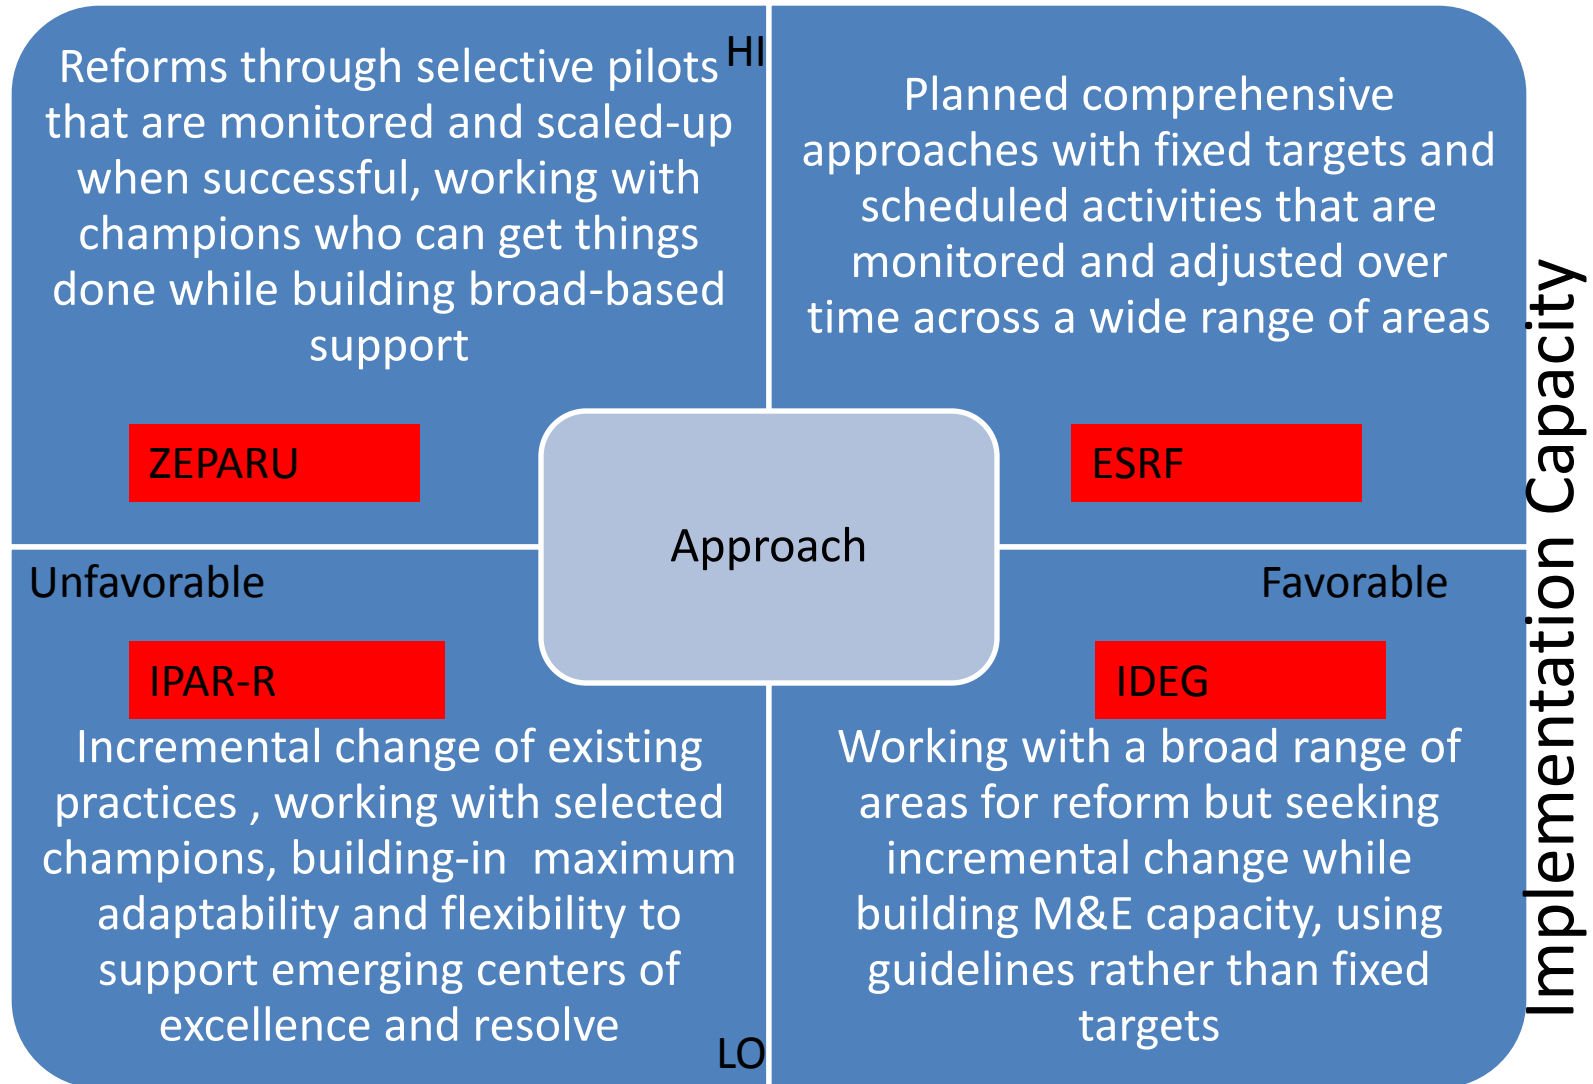 HI
Reforms through selective pilots
that are monitored and scaled-up
when successful, working with
champions who can get things
done while building broad-based
support
ZEPARU
Planned comprehensive
approaches with fixed targets and
scheduled activities that are
monitored and adjusted over
time across a wide range of areas
ESRF
Approach
Unfavorable
Favorable
IPAR-R
Incremental change of existing
practices , working with selected
champions, building-in  maximum
adaptability and flexibility to
support emerging centers of
excellence and resolve
IDEG
Working with a broad range of
areas for reform but seeking
incremental change while
building M&E capacity, using
guidelines rather than fixed
targets
LO
Implementation Capacity